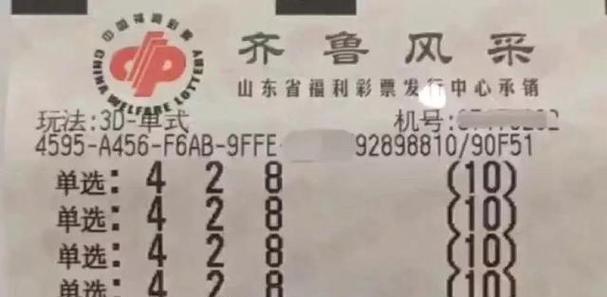 中国福利彩票
CHINA WELFARE LOTTERY
齐鲁风采
山东省福利彩票发行中心承销
玩法:3D-单式 机号:
4595-A456-F6AB-9FFE 92898810/90F51
单选: 4 2 8 (10)
单选: 4 2 8 (10)
单选: 4 2 8 (10)
单选: 4 2 8 (10)